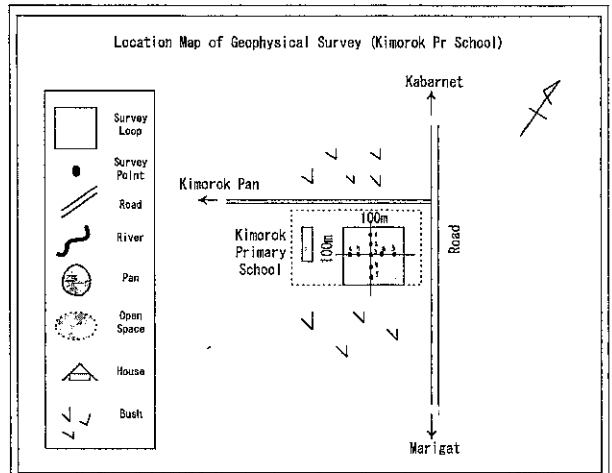 Location Map of Geophysical Survey (Kimorok Pr School)
Kabarnet
Survey
Loop
Survey
Point
Road
River
Pan
Open
Space
House
Bush
Kimorok Pan
100m
100m
Kimorok
Primary
School
Road
Marigat